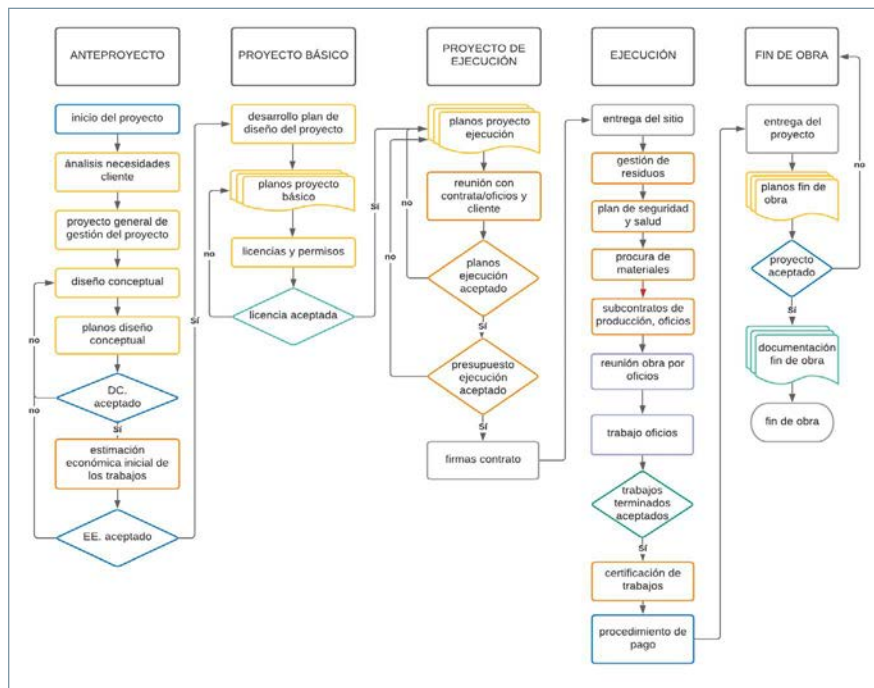 ANTEPROYECTO
inicio del proyecto
ánalisis necesidades
cliente
proyecto general de
gestión del proyecto
diseño conceptual
planos diseño
conceptual
no
DC.
aceptado
no
Sí
estimación
económica inicial de
los trabajos
EE. aceptado
Sí
PROYECTO BÁSICO
desarrollo plan de
diseño del proyecto
planos proyecto
básico
no
licencias y permisos
licencia aceptada
Sí
PROYECTO DE
EJECUCIÓN
planos proyecto
ejecución
reunión con
contrata/oficios y
cliente
no
no
planos
ejecución
aceptado
Sí
presupuesto
ejecución
aceptado
Sí
firmas contrato
EJECUCIÓN
entrega del sitio
gestión de
residuos
plan de seguridad
y salud
procura de
materiales
subcontratos de
producción, oficios
reunión obra por
oficios
trabajo oficios
trabajos
terminados
aceptados
Sí
certificación de
trabajos
procedimiento de
pago
FIN DE OBRA
entrega del
proyecto
no
planos fin de
obra
proyecto
aceptado
Sí
documentación
fin de obra
fin de obra